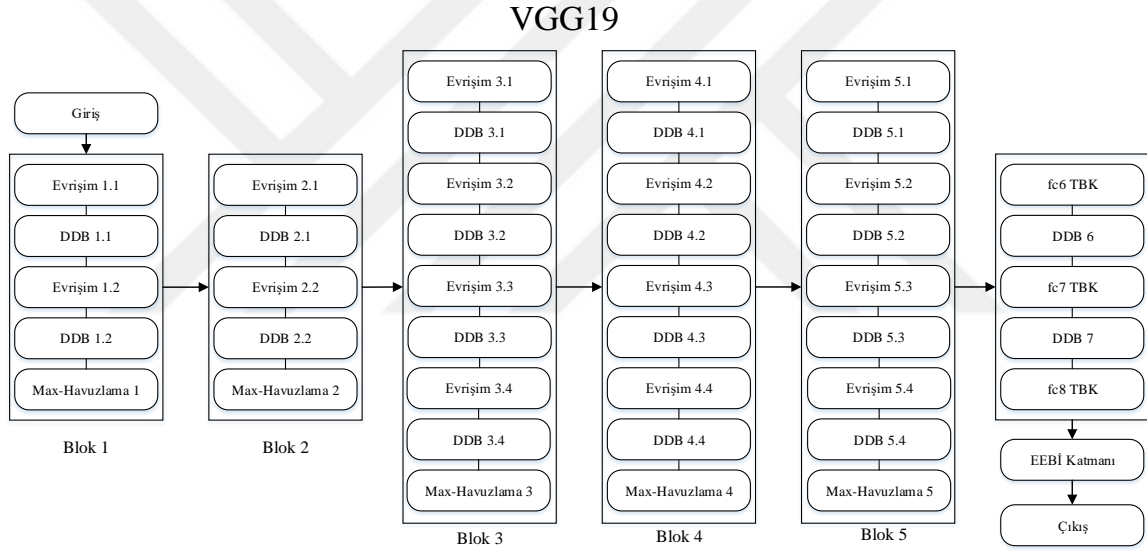 VGG19
Giriş
Evrişim 1.1
DDB 1.1
Evrişim 1.2
DDB 1.2
Max-Havuzlama 1
Blok 1
Evrişim 2.1
DDB 2.1
Evrişim 2.2
DDB 2.2
Max-Havuzlama 2
Blok 2
Evrişim 3.1
DDB 3.1
Evrişim 3.2
DDB 3.2
Evrişim 3.3
DDB 3.3
Evrişim 3.4
DDB 3.4
Max-Havuzlama 3
Blok 3
Evrişim 4.1
DDB 4.1
Evrişim 4.2
DDB 4.2
Evrişim 4.3
DDB 4.3
Evrişim 4.4
DDB 4.4
Max-Havuzlama 4
Blok 4
Evrişim 5.1
DDB 5.1
Evrişim 5.2
DDB 5.2
Evrişim 5.3
DDB 5.3
Evrişim 5.4
DDB 5.4
Max-Havuzlama 5
Blok 5
fc6 TBK
DDB 6
fc7 TBK
DDB 7
fc8 TBK
EEBİ Katmanı
Çıkış